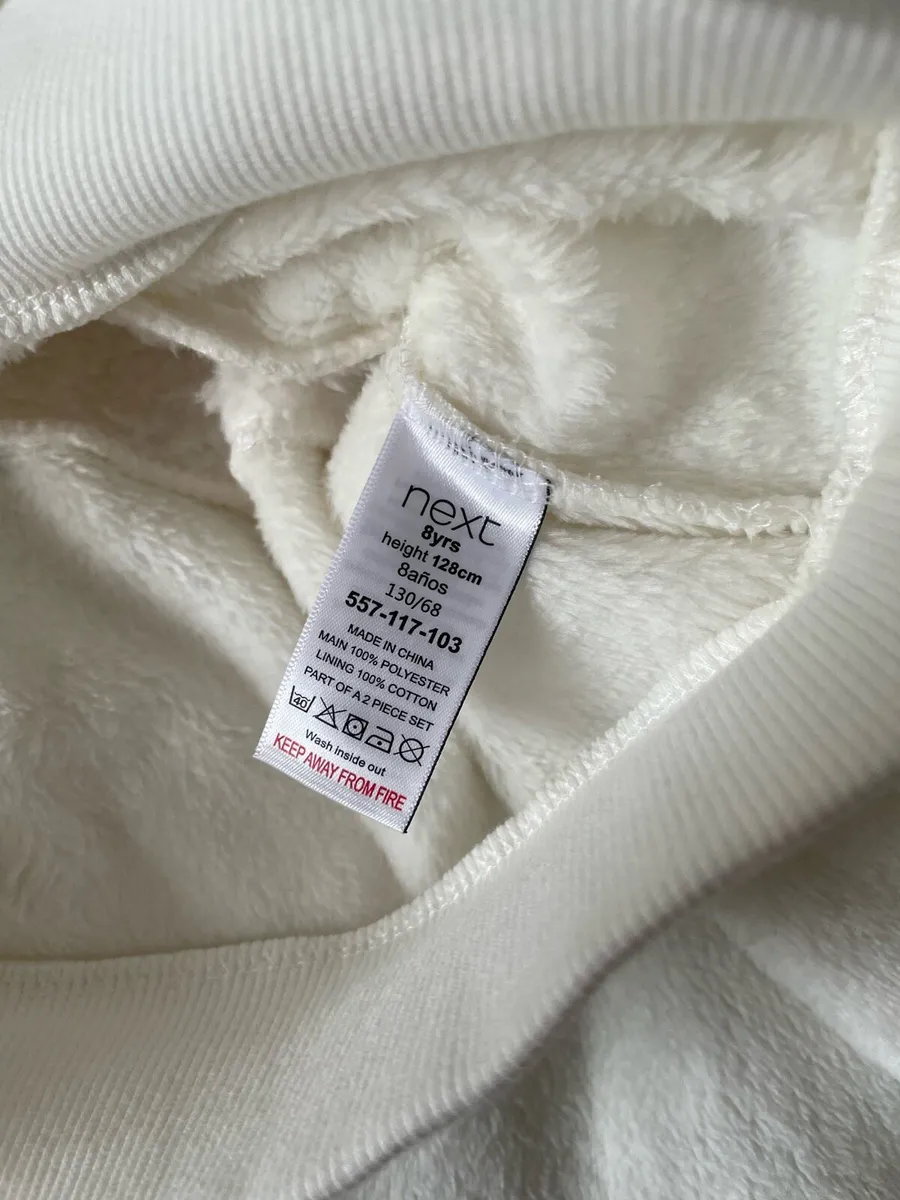 next
8yrs
height 128cm
8años
130/68
557-117-103
MADE IN CHINA
MAIN 100% POLYESTER
LINING 100% COTTON
PART OF A 2 PIECE SET
40
Wash inside out
KEEP AWAY FROM FIRE